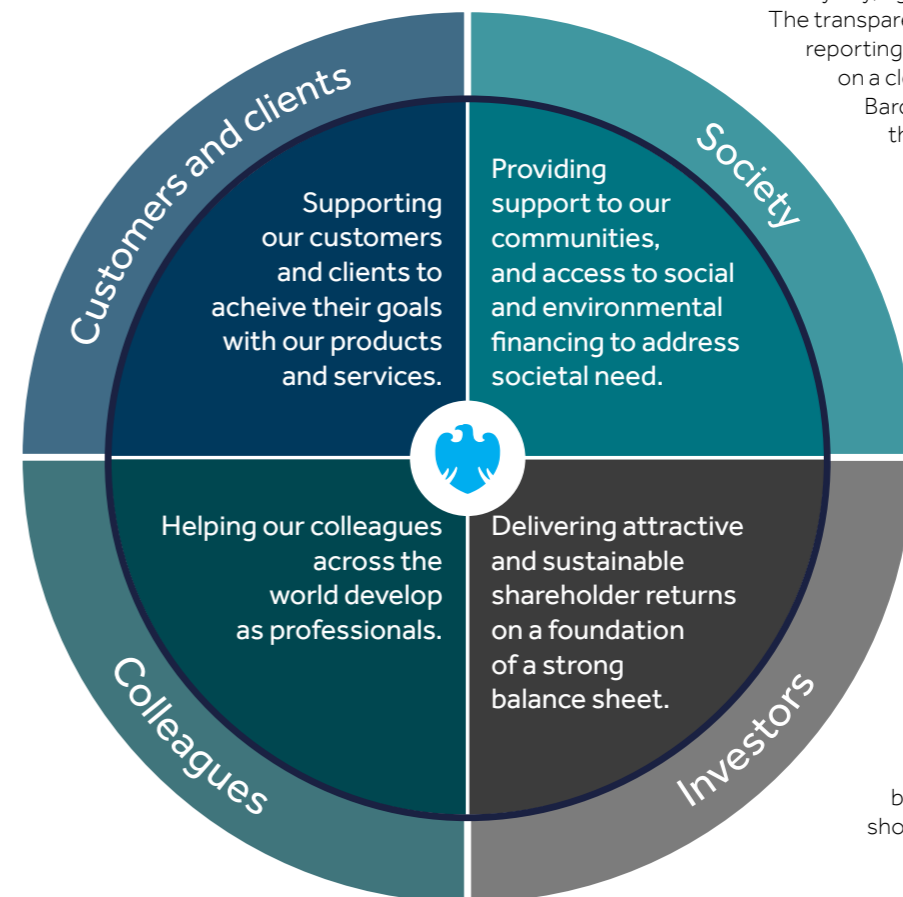 The transpare
reporting
on a cle
Barc
th
Customers and clients
Supporting
our customers
and clients to
acheive their goals
with our products
and services.
Society
Providing
support to our
communities,
and access to social
and environmental
financing to address
societal need.
Colleagues
Helping our colleagues
across the
world develop
as professionals.
Investors
Delivering attractive
and sustainable
shareholder returns
on a foundation
of a strong
balance sheet.
b
sho